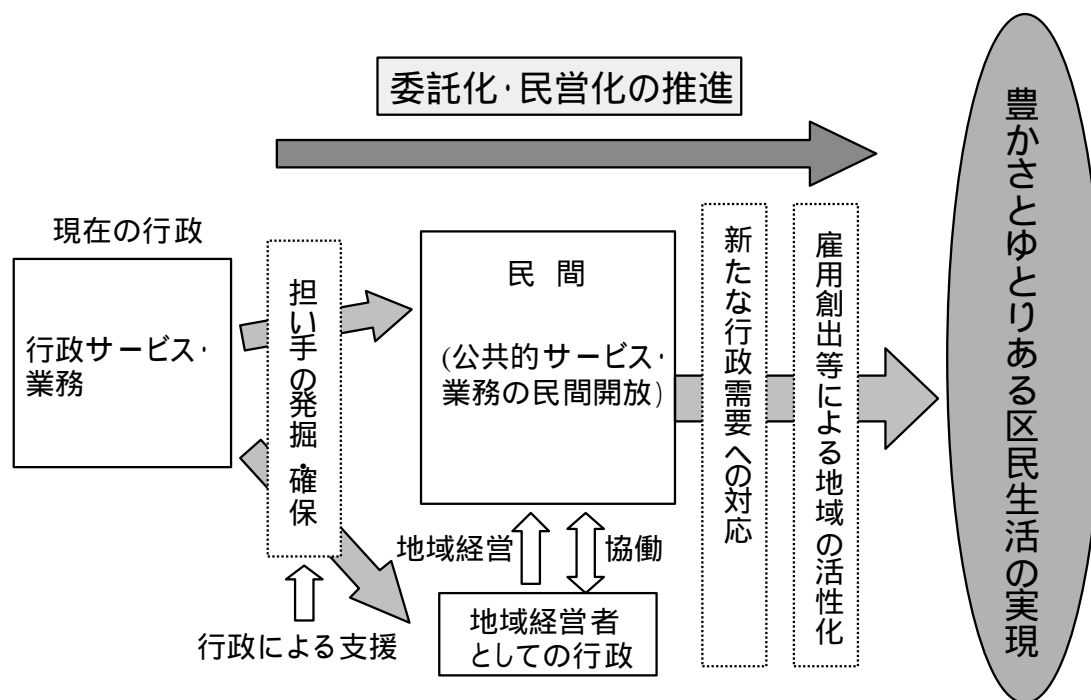 委託化・民営化の推進
現在の行政
行政サービス・
業務
担い手の発掘・確保
行政による支援
民 間
(公共的サービス・
業務の民間開放)
地域経営
協働
地域経営者
としての行政
新たな行政需要への対応
雇用創出等による地域の活性化
豊かさとゆとりある区民生活の実現